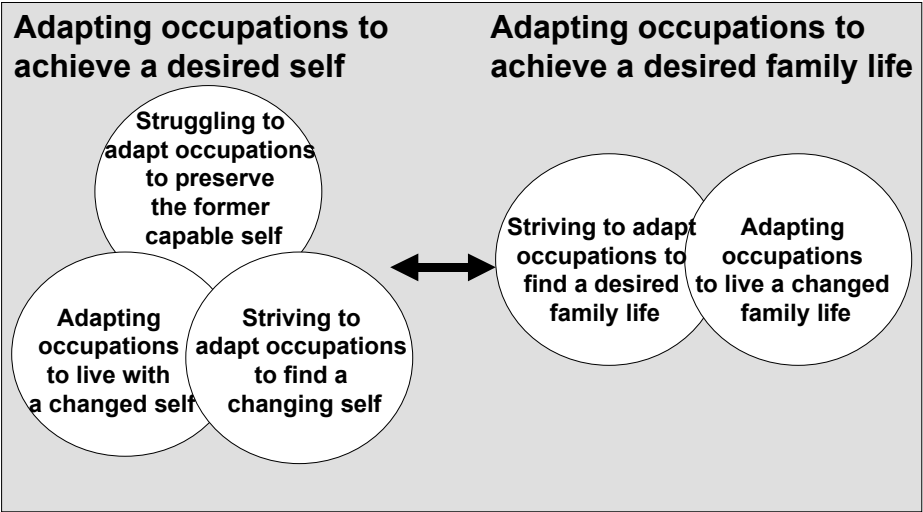 Adapting occupations to
achieve a desired self
Struggling to
adapt occupations
to preserve
the former
capable self
Adapting
occupations
to live with
a changed self
Striving to
adapt occupations
to find a
changing self
Adapting occupations to
achieve a desired family life
Striving to adapt
occupations to
find a desired
family life
Adapting
occupations
to live a changed
family life